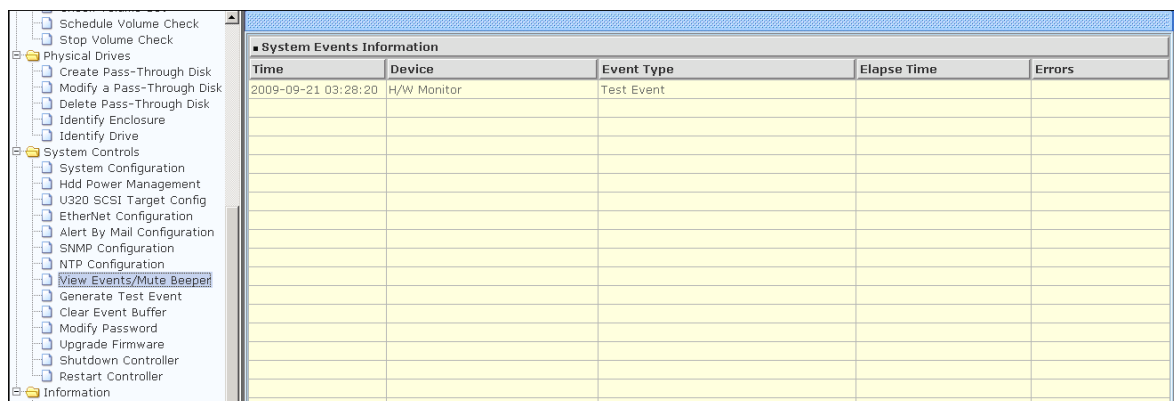 Schedule Volume Check
Stop Volume Check
Physical Drives
Create Pass-Through Disk
Modify a Pass-Through Disk
Delete Pass-Through Disk
Identify Enclosure
Identify Drive
System Controls
System Configuration
Hdd Power Management
U320 SCSI Target Config
EtherNet Configuration
Alert By Mail Configuration
SNMP Configuration
NTP Configuration
View Events/Mute Beeper
Generate Test Event
Clear Event Buffer
Modify Password
Upgrade Firmware
Shutdown Controller
Restart Controller
Information
System Events Information
Time Device Event Type Elapse Time Errors
2009-09-21 03:28:20 H/W Monitor Test Event